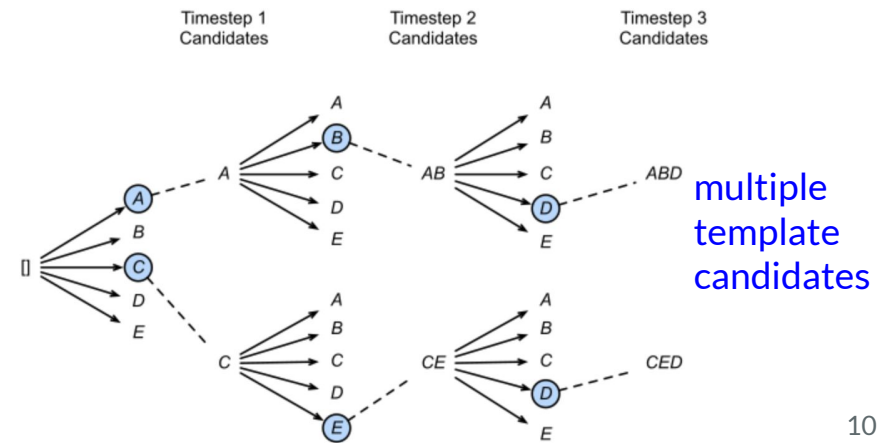 Timestep 1
Candidates
Timestep 2
Candidates
Timestep 3
Candidates
[]
A
B
C
D
E
A
A
B
C
D
E
AB
A
B
C
D
E
ABD
C
A
B
C
D
E
CE
A
B
C
D
E
CED
multiple
template
candidates
10